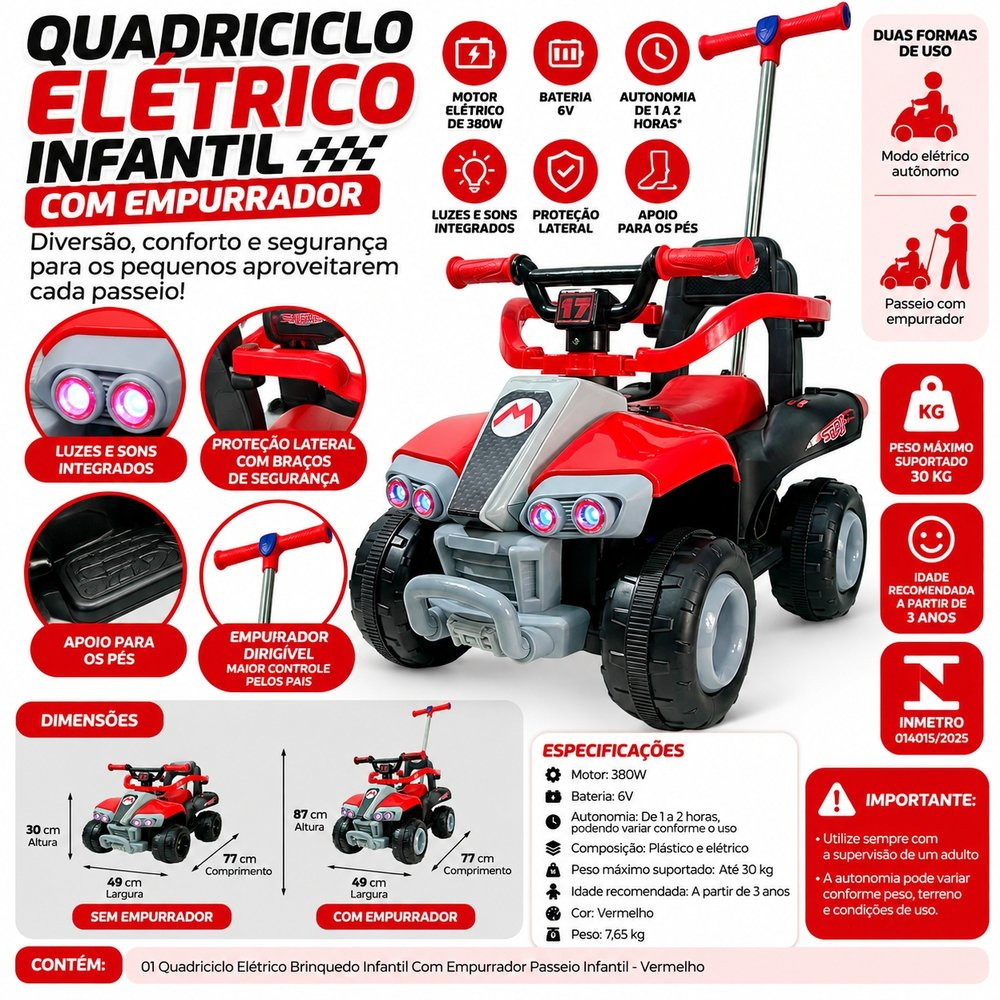 QUADRICICLO
ELÉTRICO
INFANTIL
COM EMPURRADOR
Diversão, conforto e segurança
para os pequenos aproveitarem
cada passeio!
MOTOR
ELÉTRICO
DE 380W
BATERIA
6V
AUTONOMIA
DE 1 A 2
HORAS*
LUZES E SONS
INTEGRADOS
PROTEÇÃO
LATERAL
APOIO
PARA OS PÉS
DUAS FORMAS
DE USO
Modo elétrico
autônomo
Passeio com
empurrador
LUZES E SONS
INTEGRADOS
PROTEÇÃO LATERAL
COM BRAÇOS
DE SEGURANÇA
APOIO PARA
OS PÉS
EMPUIRADOR
DIRIGÍVEL
MAIOR CONTROLE
PELOS PAIS
17
M
KG
PESO MÁXIMO
SUPORTADO
30 KG
IDADE
RECOMENDADA
A PARTIR DE
3 ANOS
INMETRO
014015/2025
DIMENSÕES
30 cm
Altura
49 cm
Largura
77 cm
Comprimento
SEM EMPURRADOR
87 cm
Altura
49 cm
Largura
77 cm
Comprimento
COM EMPURRADOR
ESPECIFICAÇÕES
Motor: 380W
Bateria: 6V
Autonomia: De 1 a 2 horas,
podendo variar conforme o uso
Composição: Plástico e elétrico
Peso máximo suportado: Até 30 kg
Idade recomendada: A partir de 3 anos
Cor: Vermelho
Peso: 7,65 kg
IMPORTANTE:
• Utilize sempre com
a supervisão de um adulto
• A autonomia pode variar
conforme peso, terreno
e condições de uso.
CONTÉM:
01 Quadriciclo Elétrico Brinquedo Infantil Com Empurrador Passeio Infantil - Vermelho